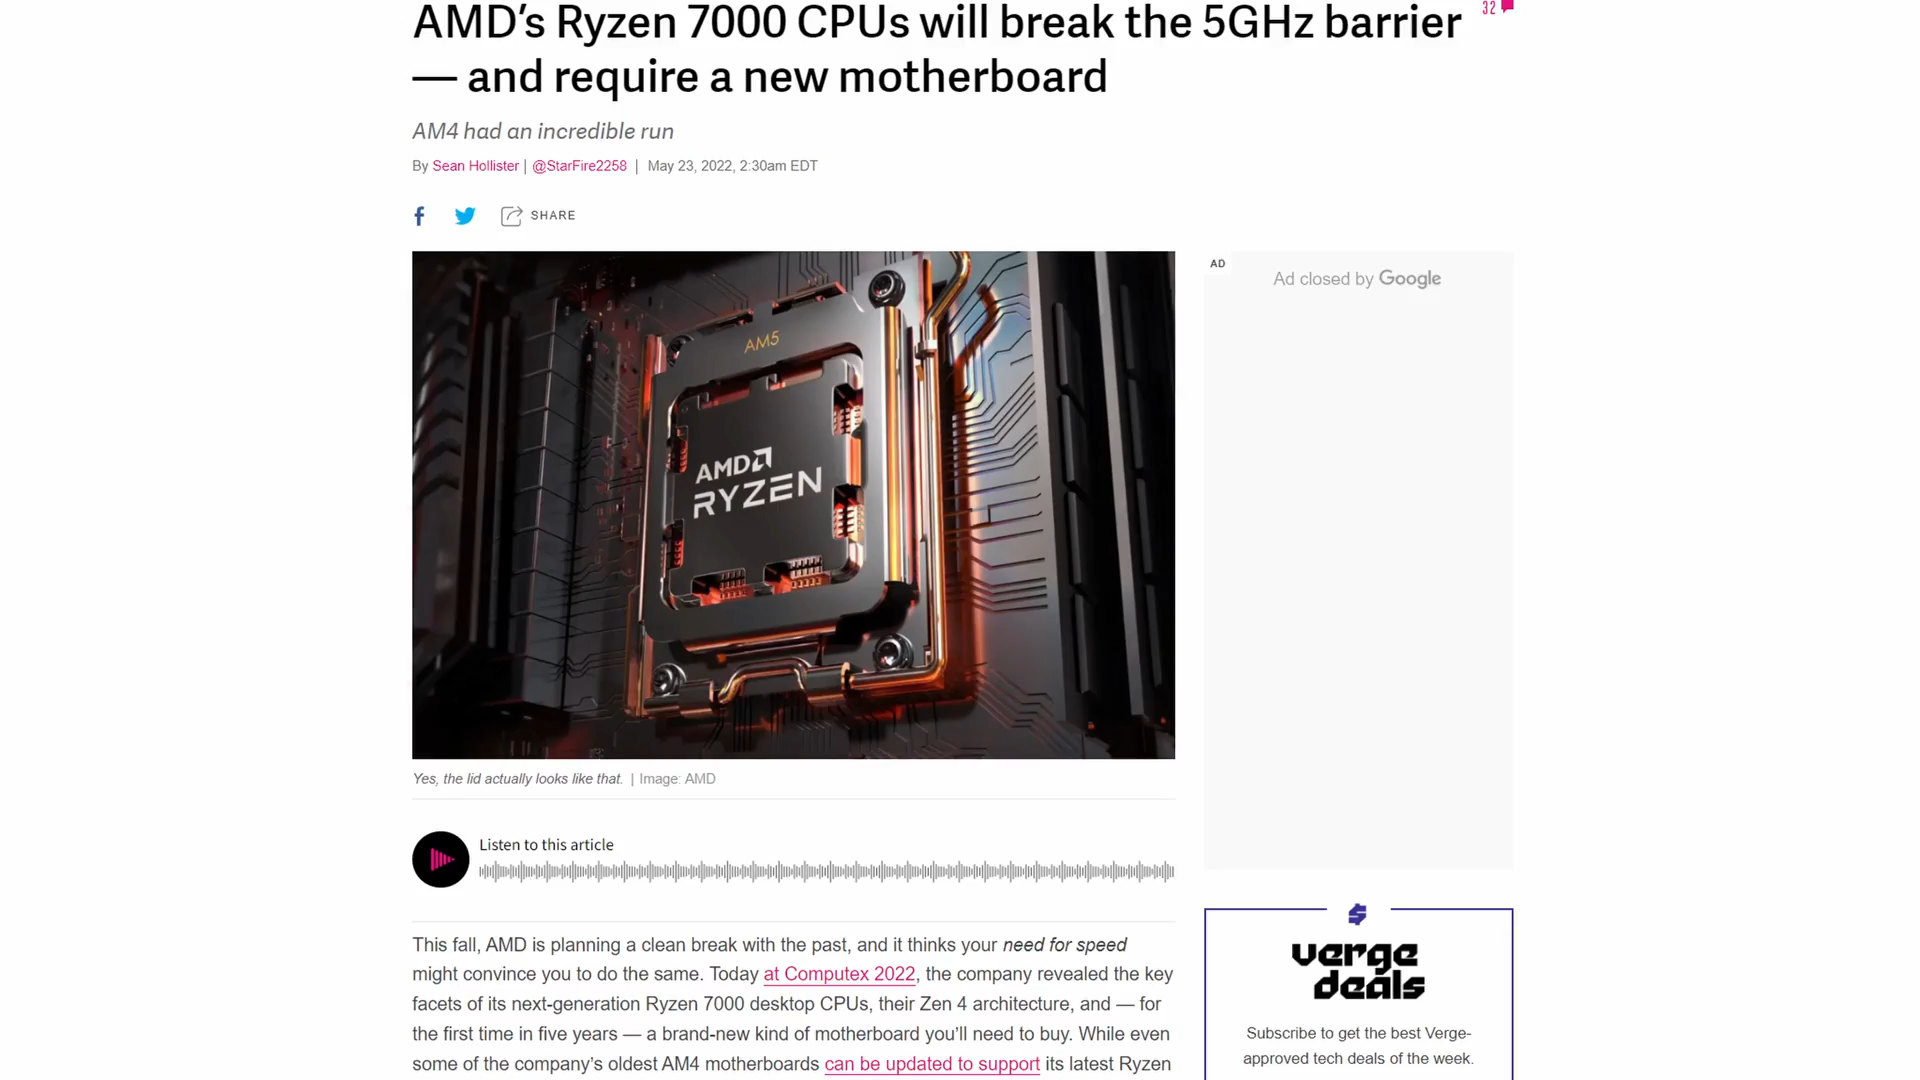 AMD’s Ryzen 7000 CPUs will break the 5GHz barrier
— and require a new motherboard
32
AM4 had an incredible run
By Sean Hollister | @StarFire2258 | May 23, 2022, 2:30am EDT
SHARE
AM5
AMD
RYZEN
AD
Ad closed by Google
Yes, the lid actually looks like that. | Image: AMD
Listen to this article
This fall, AMD is planning a clean break with the past, and it thinks your need for speed
might convince you to do the same. Today at Computex 2022, the company revealed the key
facets of its next-generation Ryzen 7000 desktop CPUs, their Zen 4 architecture, and — for
the first time in five years — a brand-new kind of motherboard you’ll need to buy. While even
some of the company’s oldest AM4 motherboards can be updated to support its latest Ryzen
verge
deals
Subscribe to get the best Verge-
approved tech deals of the week.